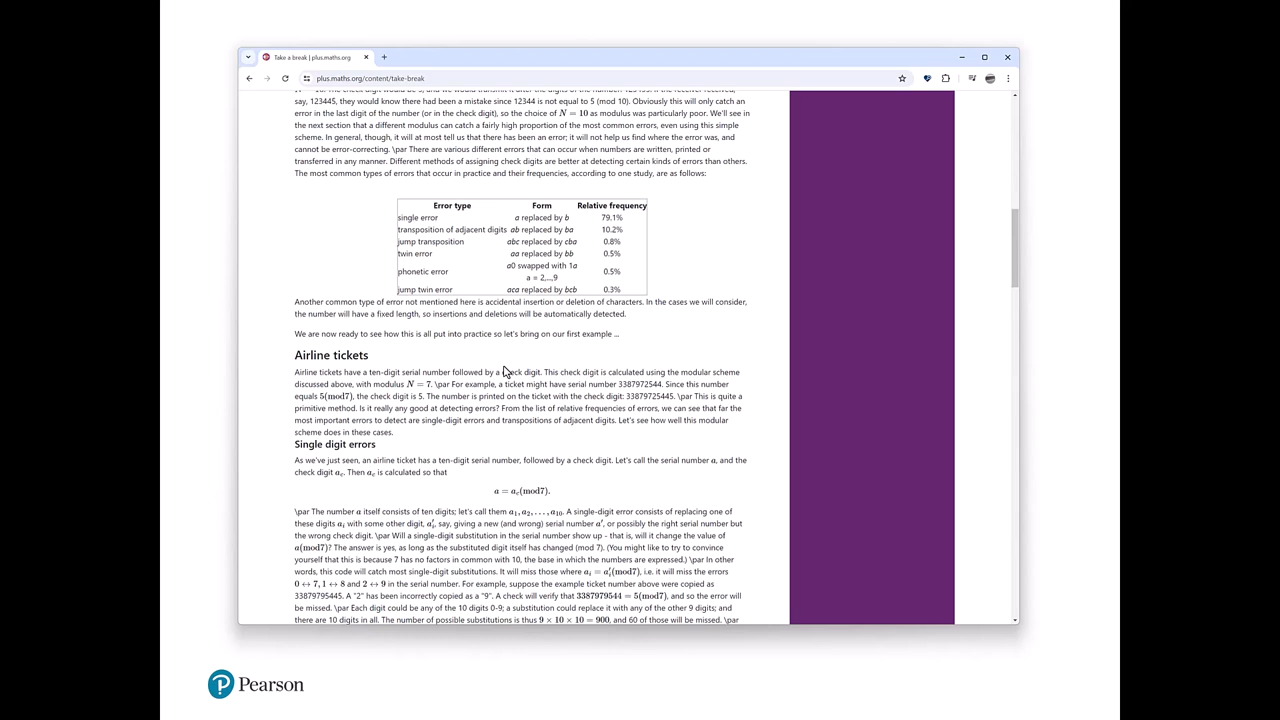 Take a break | plus.maths.org
plus.maths.org/content/take-break
say, 123445, they would know there had been a mistake since 12344 is not equal to 5 (mod 10). Obviously this will only catch an
error in the last digit of the number (or in the check digit), so the choice of N = 10 as modulus was particularly poor. We'll see in
the next section that a different modulus can catch a fairly high proportion of the most common errors, even using this simple
scheme. In general, though, it will at most tell us that there has been an error; it will not help us find where the error was, and
cannot be error-correcting. \par There are various different errors that can occur when numbers are written, printed or
transferred in any manner. Different methods of assigning check digits are better at detecting certain kinds of errors than others.
The most common types of errors that occur in practice and their frequencies, according to one study, are as follows:
Error type Form Relative frequency
single error a replaced by b 79.1%
transposition of adjacent digits ab replaced by ba 10.2%
jump transposition abc replaced by cba 0.8%
twin error aa replaced by bb 0.5%
phonetic error a0 swapped with 1a a = 2,...,9 0.5%
jump twin error aca replaced by bcb 0.3%
Another common type of error not mentioned here is accidental insertion or deletion of characters. In the cases we will consider,
the number will have a fixed length, so insertions and deletions will be automatically detected.
We are now ready to see how this is all put into practice so let's bring on our first example ...
Airline tickets
Airline tickets have a ten-digit serial number followed by a check digit. This check digit is calculated using the modular scheme
discussed above, with modulus N = 7. \par For example, a ticket might have serial number 3387972544. Since this number
equals 5(mod7), the check digit is 5. The number is printed on the ticket with the check digit: 33879725445. \par This is quite a
primitive method. Is it really any good at detecting errors? From the list of relative frequencies of errors, we can see that far the
most important errors to detect are single-digit errors and transpositions of adjacent digits. Let's see how well this modular
scheme does in these cases.
Single digit errors
As we've just seen, an airline ticket has a ten-digit serial number, followed by a check digit. Let's call the serial number a, and the
check digit a_c. Then a_c is calculated so that
a = a_c(mod7).
\par The number a itself consists of ten digits; let's call them a₁, a₂, . . . , a₁₀. A single-digit error consists of replacing one of
these digits a_i with some other digit, a′_i, say, giving a new (and wrong) serial number a′, or possibly the right serial number but
the wrong check digit. \par Will a single-digit substitution in the serial number show up - that is, will it change the value of
a(mod7)? The answer is yes, as long as the substituted digit itself has changed (mod 7). (You might like to try to convince
yourself that this is because 7 has no factors in common with 10, the base in which the numbers are expressed.) \par In other
words, this code will catch most single-digit substitutions. It will miss those where a_i = a′_i(mod7), i.e. it will miss the errors
0 ↔ 7, 1 ↔ 8 and 2 ↔ 9 in the serial number. For example, suppose the example ticket number above were copied as
33879795445. A "2" has been incorrectly copied as a "9". A check will verify that 3387979544 = 5(mod7), and so the error will
be missed. \par Each digit could be any of the 10 digits 0-9; a substitution could replace it with any of the other 9 digits; and
there are 10 digits in all. The number of possible substitutions is thus 9 × 10 × 10 = 900, and 60 of those will be missed. \par
Pearson